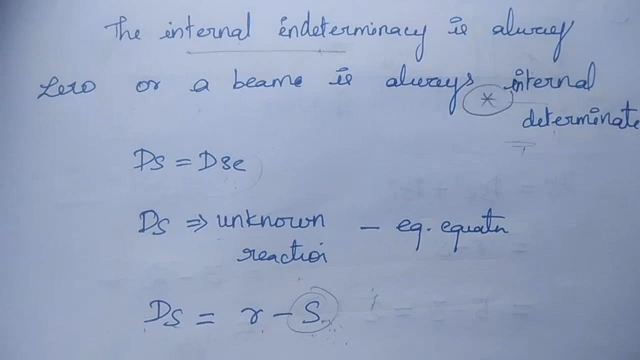 The internal indeterminacy is always
zero or a beam is always internal
*
determinate
Ds = Dse
Ds ⇒ unknown — eq. equatn
reaction
Ds = r - S